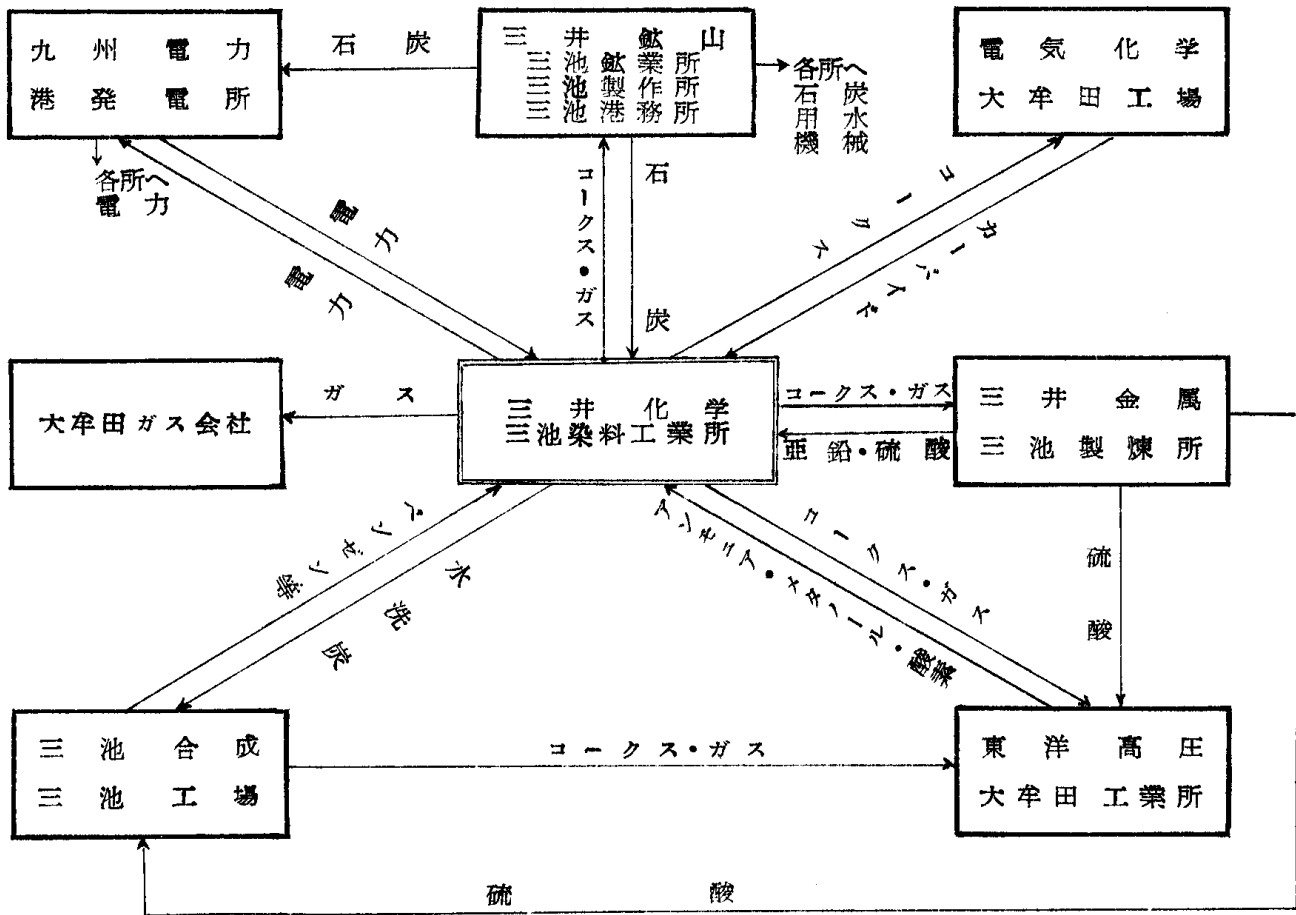 九州電力
港発電所
石炭
三井鉱山
三池鉱業所
三池製作所
三池港務所
各所へ
石炭
用水
機械
電気化学
大牟田工場
各所へ
電力
電力
電力
コークス・ガス
石炭
コークス
カーバイド
大牟田ガス会社
ガス
三井化学
三池染料工業所
コークス・ガス
亜鉛・硫酸
三井金属
三池製煉所
ベンゾール等
水洗炭
コークス・ガス
アンモニア・メタノール・酸素
硫酸
三池合成
三池工場
コークス・ガス
東洋高圧
大牟田工業所
硫酸